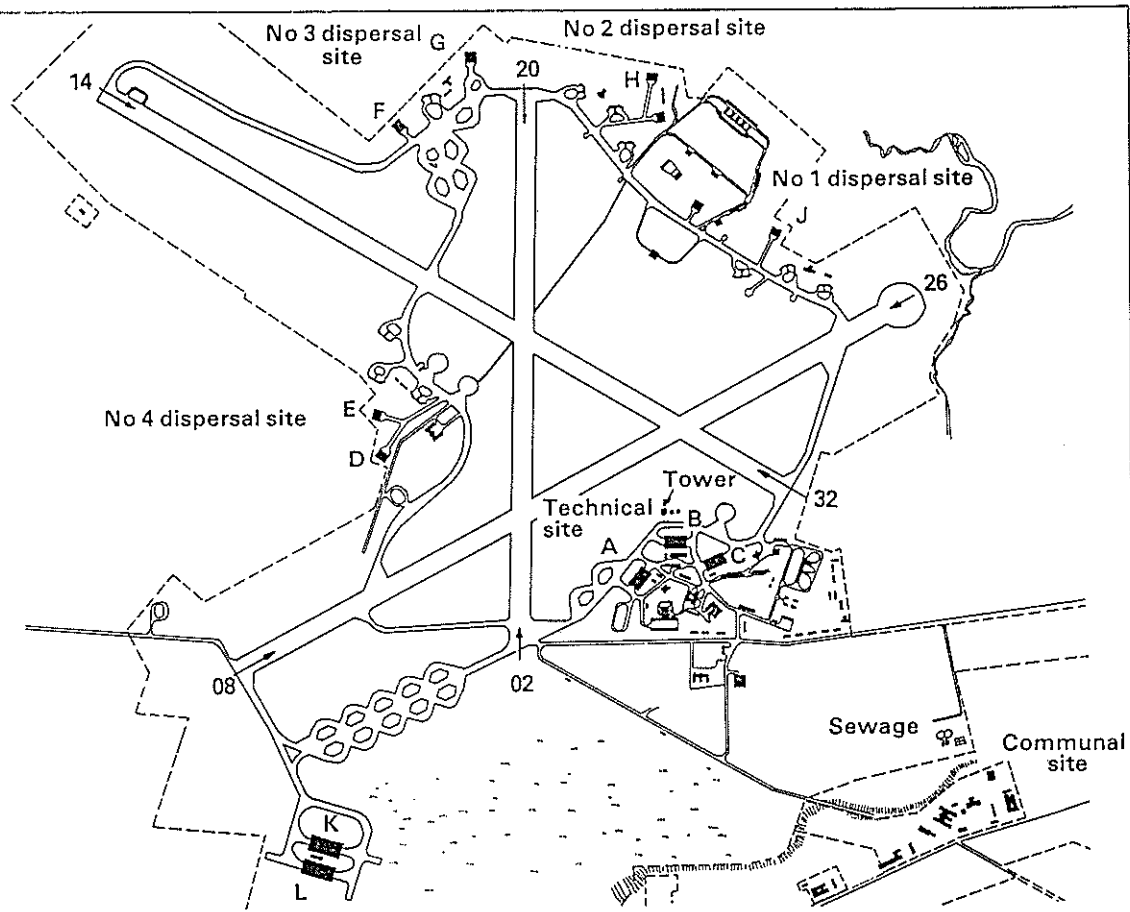 No 3 dispersal
site
G
No 2 dispersal site
14
20
H
F
No 1 dispersal site
J
26
E
No 4 dispersal site
D
Tower
Technical
site
32
B
A
C
08
02
Sewage
Communal
site
K
L